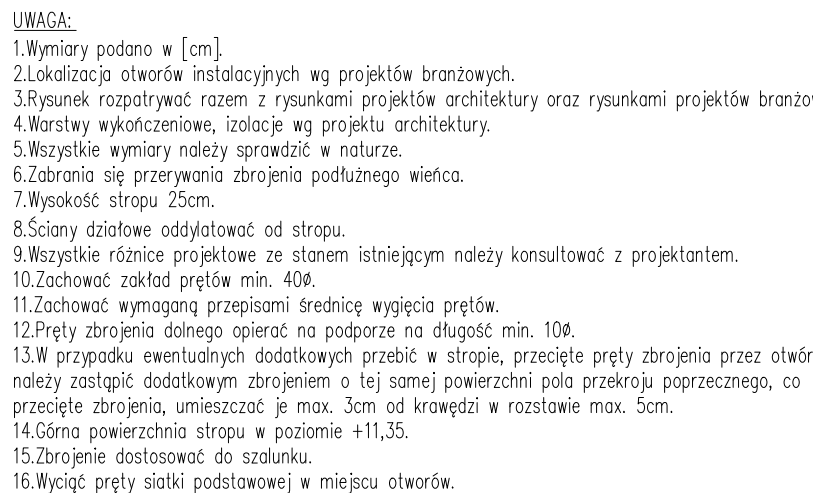 UWAGA:
1.Wymiary podano w [cm].
2.Lokalizacja otworów instalacyjnych wg projektów branżowych.
3.Rysunek rozpatrywać razem z rysunkami projektów architektury oraz rysunkami projektów branżo
4.Warstwy wykończeniowe, izolacje wg projektu architektury.
5.Wszystkie wymiary należy sprawdzić w naturze.
6.Zabrania się przerywania zbrojenia podłużnego wieńca.
7.Wysokość stropu 25cm.
8.Ściany działowe oddylatować od stropu.
9.Wszystkie różnice projektowe ze stanem istniejącym należy konsultować z projektantem.
10.Zachować zakład prętów min. 40ø.
11.Zachować wymaganą przepisami średnicę wygięcia prętów.
12.Pręty zbrojenia dolnego opierać na podporze na długość min. 10ø.
13.W przypadku ewentualnych dodatkowych przebić w stropie, przecięte pręty zbrojenia przez otwór
należy zastąpić dodatkowym zbrojeniem o tej samej powierzchni pola przekroju poprzecznego, co
przecięte zbrojenia, umieszczać je max. 3cm od krawędzi w rozstawie max. 5cm.
14.Górna powierzchnia stropu w poziomie +11,35.
15.Zbrojenie dostosować do szalunku.
16.Wyciąć pręty siatki podstawowej w miejscu otworów.